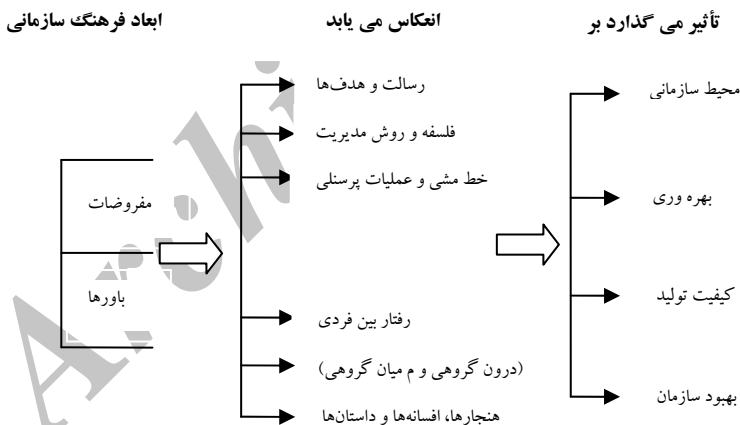 ابعاد فرهنگ سازمانی
انعکاس می یابد
تأثیر می گذارد بر
مفروضات
باورها
رسالت و هدف‌ها
فلسفه و روش مدیریت
خط مشی و عملیات پرسنلی
رفتار بین فردی
(درون گروهی و م میان گروهی)
هنجارها، افسانه‌ها و داستان‌ها
محیط سازمانی
بهره وری
کیفیت تولید
بهبود سازمان